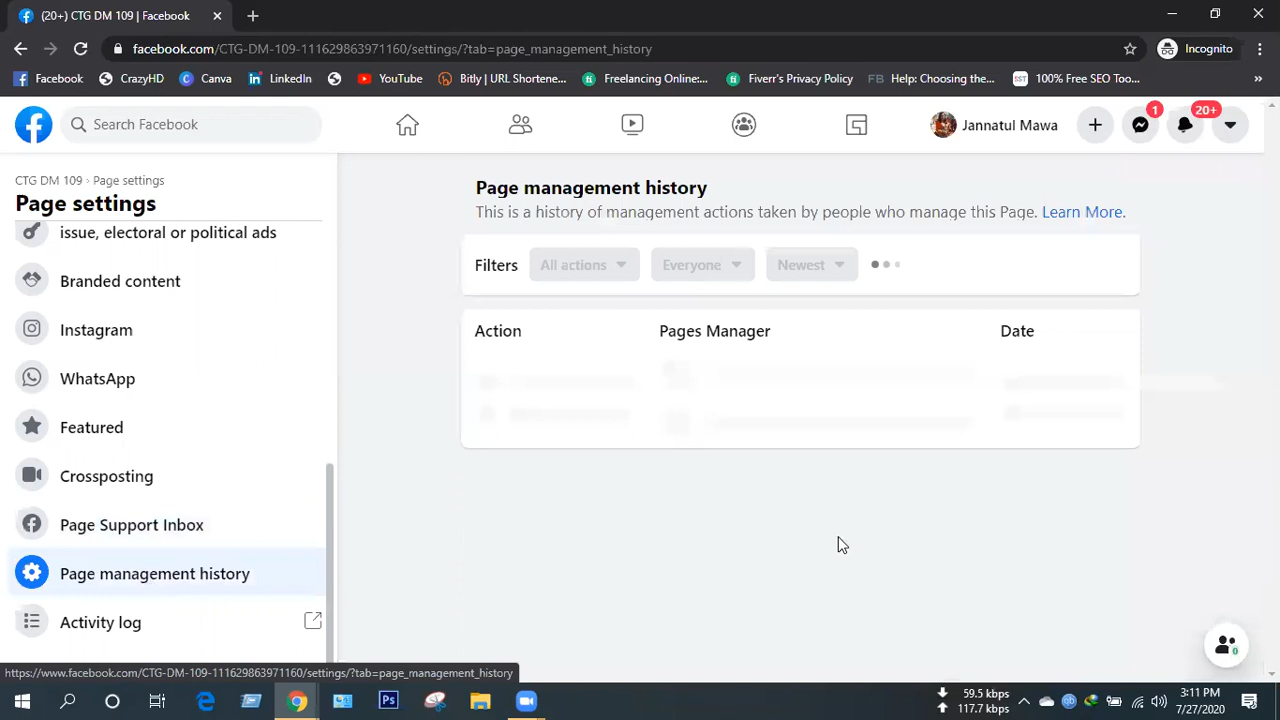 (20+) CTG DM 109 | Facebook
facebook.com/CTG-DM-109-111629863971160/settings/?tab=page_management_history
Incognito
Facebook CrazyHD Canva LinkedIn YouTube Bitly | URL Shortene... Freelancing Online:... Fiverr's Privacy Policy FB Help: Choosing the... SST 100% Free SEO Too... »
Search Facebook
Jannatul Mawa
1
20+
CTG DM 109 › Page settings
Page settings
issue, electoral or political ads
Branded content
Instagram
WhatsApp
Featured
Crossposting
Page Support Inbox
Page management history
Activity log
Page management history
This is a history of management actions taken by people who manage this Page. Learn More.
Filters All actions Everyone Newest
Action Pages Manager Date
0
https://www.facebook.com/CTG-DM-109-111629863971160/settings/?tab=page_management_history
Ps
qb
59.5 kbps
117.7 kbps
3:11 PM
7/27/2020